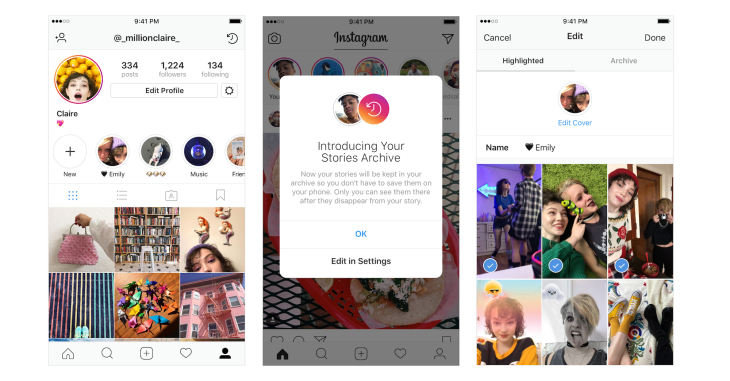 9:41 PM
@_millionclaire_
334
1,224
134
posts
followers
following
Edit Profile
Claire
New
Emily
Music
Frien
9:41 PM
Instagram
You
Introducing Your
Stories Archive
Now your stories will be kept in your
archive so you don't have to save them on
your phone. Only you can see them there
after they disappear from your story.
OK
Edit in Settings
9:41 PM
Cancel
Edit
Done
Highlighted
Archive
Edit Cover
Name
Emily